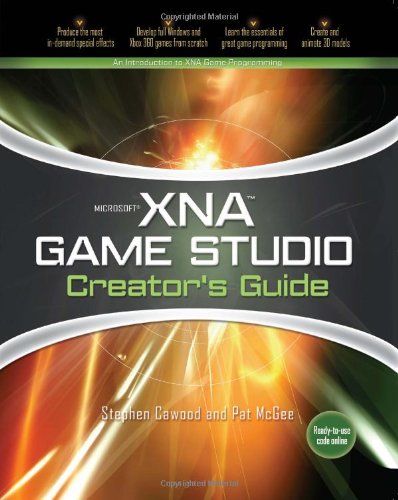 Copyrighted Material
Produce the most
in-demand special effects
Develop full Windows and
Xbox 360 games from scratch
Learn the essentials of
great game programming
Create and
animate 3D models
An Introduction to XNA Game Programming
MICROSOFT® XNA™
GAME STUDIO
Creator's Guide
Stephen Cawood and Pat McGee
Ready-to-use
code online
Copyrighted Material